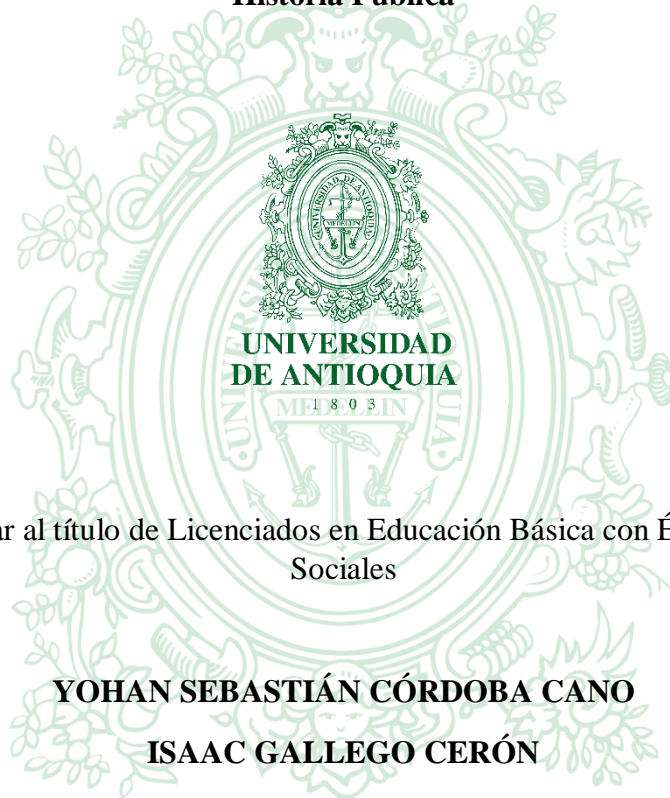 Historia Pública
UNIVERSIDAD
DE ANTIOQUIA
1 8 0 3
MEDELLIN
ar al título de Licenciados en Educación Básica con É
Sociales
YOHAN SEBASTIÁN CÓRDOBA CANO
ISAAC GALLEGO CERÓN